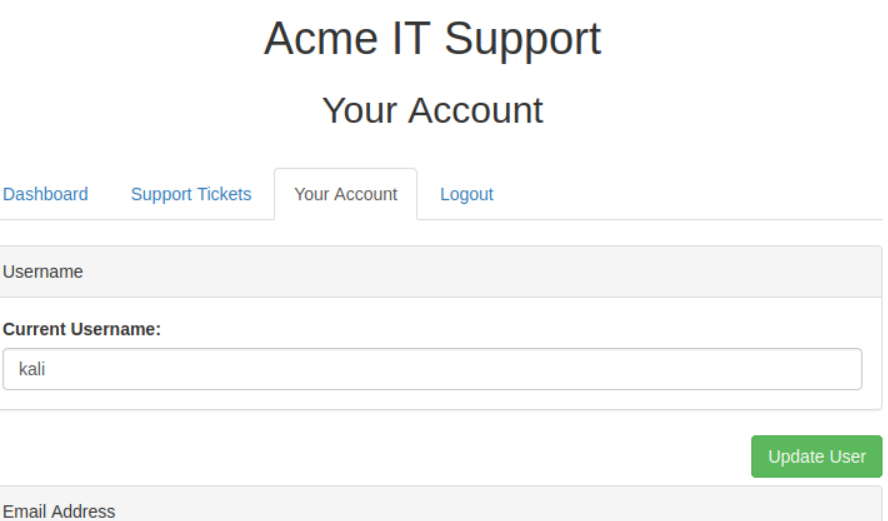 Acme IT Support
Your Account
Dashboard Support Tickets Your Account Logout
Username
Current Username:
kali
Update User
Email Address